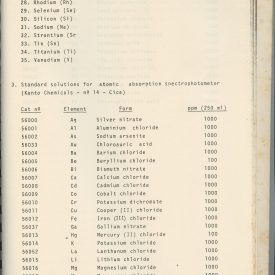 28. Rhodium (Rb)
29. Selenium (Se)
30. Silicon (Si)
31. Sodium (Na)
32. Strontium (Sr
33. Tin (Sn)
34. Titanium (Ti)
35. Vanadium (V)
3. Standard solutions for atomic absorption spectrophotometer
(Kanto Chemicals - nº 14 - Cica)
Cat nº Element Form ppm (250 ml)
56000 Ag Silver nitrate 1000
56001 Al Aluminium chloride 1000
56002 As Sodium arsenite 1000
56033 Au Chloroauric acid 1000
56004 Ba Barium chloride 1000
56005 Be Beryllium chloride 100
56006 Bi Bismuth nitrate 1000
56007 Ca Calcium chloride 1000
56008 Cd Cadmium chloride 1000
56009 Co Cobalt chloride 1000
56010 Cr Potassium dichromate 1000
56011 Cu Cooper (II) chloride 1000
56012 Fe Iron (III) chloride 1000
56037 Ga Gallium nitrate 1000
56013 Hg Mercury (II) chloride 100
56014 K Potassium chloride 1000
56052 La Lanthanum chloride 1000
56015 Li Lithium chloride 1000
56016 Mg Magnesium chloride 1000